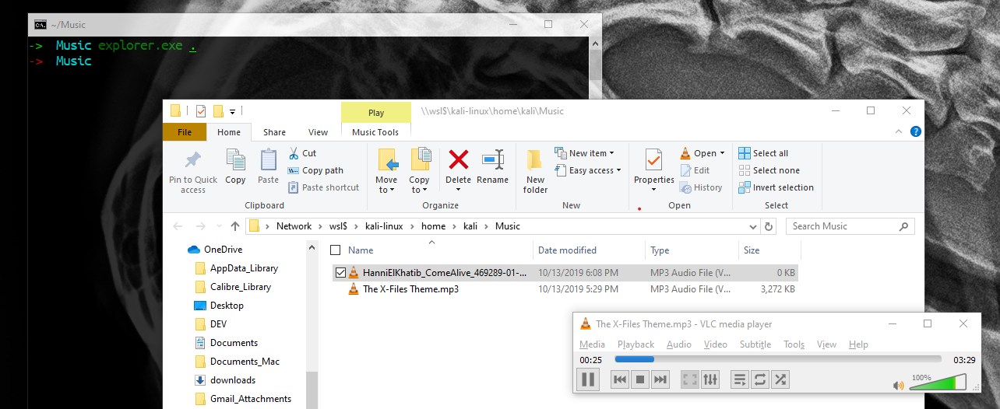 ~/Music
-> Music explorer.exe .
-> Music
Play
\\wsl$\kali-linux\home\kali\Music
File Home Share View Music Tools
Pin to Quick access
Copy
Paste
Cut
Copy path
Paste shortcut
Clipboard
Move to
Copy to
Delete
Rename
Organize
New folder
New item
Easy access
New
Properties
Open
Edit
History
Open
Select all
Select none
Invert selection
Select
Network > wsl$ > kali-linux > home > kali > Music
Search Music
OneDrive
AppData_Library
Calibre_Library
Desktop
DEV
Documents
Documents_Mac
downloads
Gmail_Attachments
Name Date modified Type Size
HanniElKhatib_ComeAlive_469289-01-... 10/13/2019 6:08 PM MP3 Audio File (V... 0 KB
The X-Files Theme.mp3 10/13/2019 5:29 PM MP3 Audio File (V... 3,272 KB
The X-Files Theme.mp3 - VLC media player
Media Playback Audio Video Subtitle Tools View Help
00:25 03:29
100%